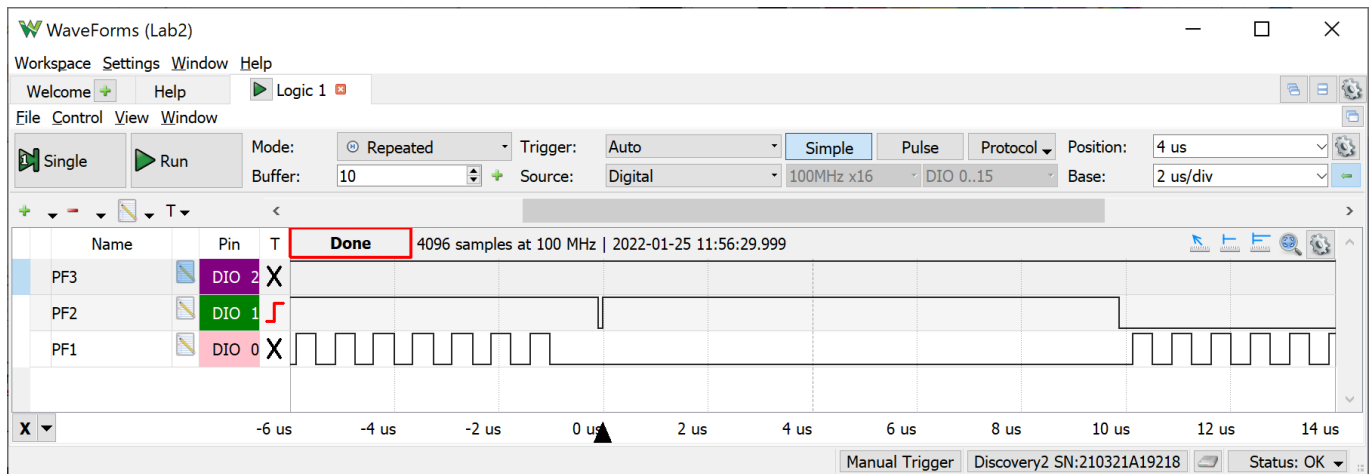 WaveForms (Lab2)
Workspace Settings Window Help
Welcome Help Logic 1
File Control View Window
Single Run Mode: Repeated Trigger: Auto Simple Pulse Protocol Position: 4 us
Buffer: 10 Source: Digital 100MHz x16 DIO 0..15 Base: 2 us/div
T
Name Pin T Done 4096 samples at 100 MHz | 2022-01-25 11:56:29.999
PF3 DIO 2 X
PF2 DIO 1
PF1 DIO 0 X
X -6 us -4 us -2 us 0 us 2 us 4 us 6 us 8 us 10 us 12 us 14 us
Manual Trigger Discovery2 SN:210321A19218 Status: OK